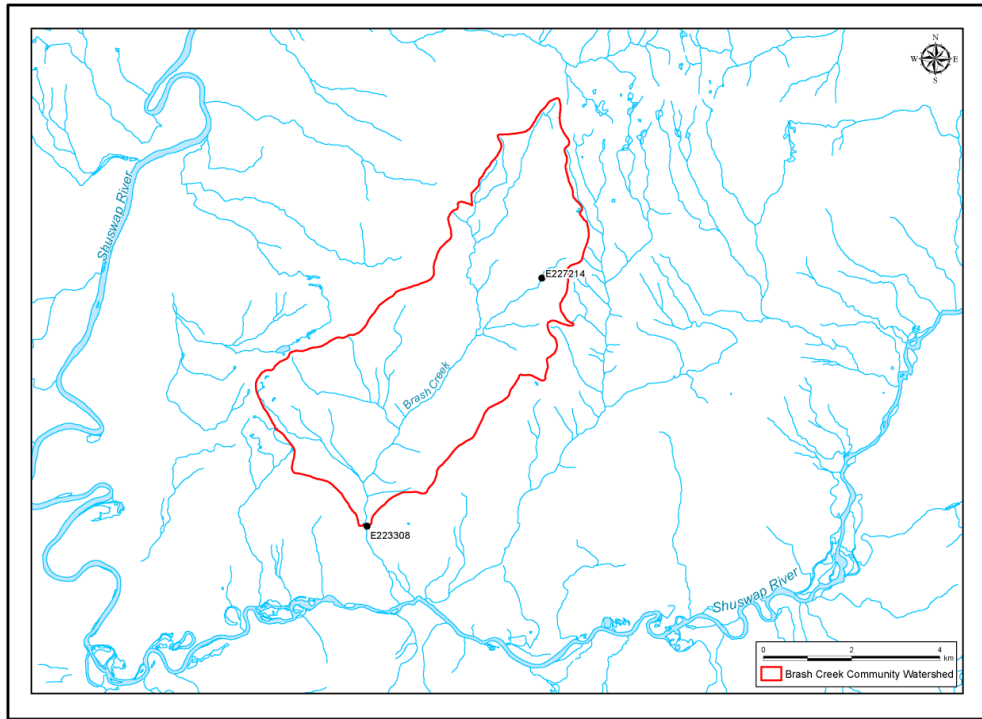 N
W E
S
Shuswap River
E227214
Brash Creek
E223308
Shuswap River
0 2 4
km
Brash Creek Community Watershed